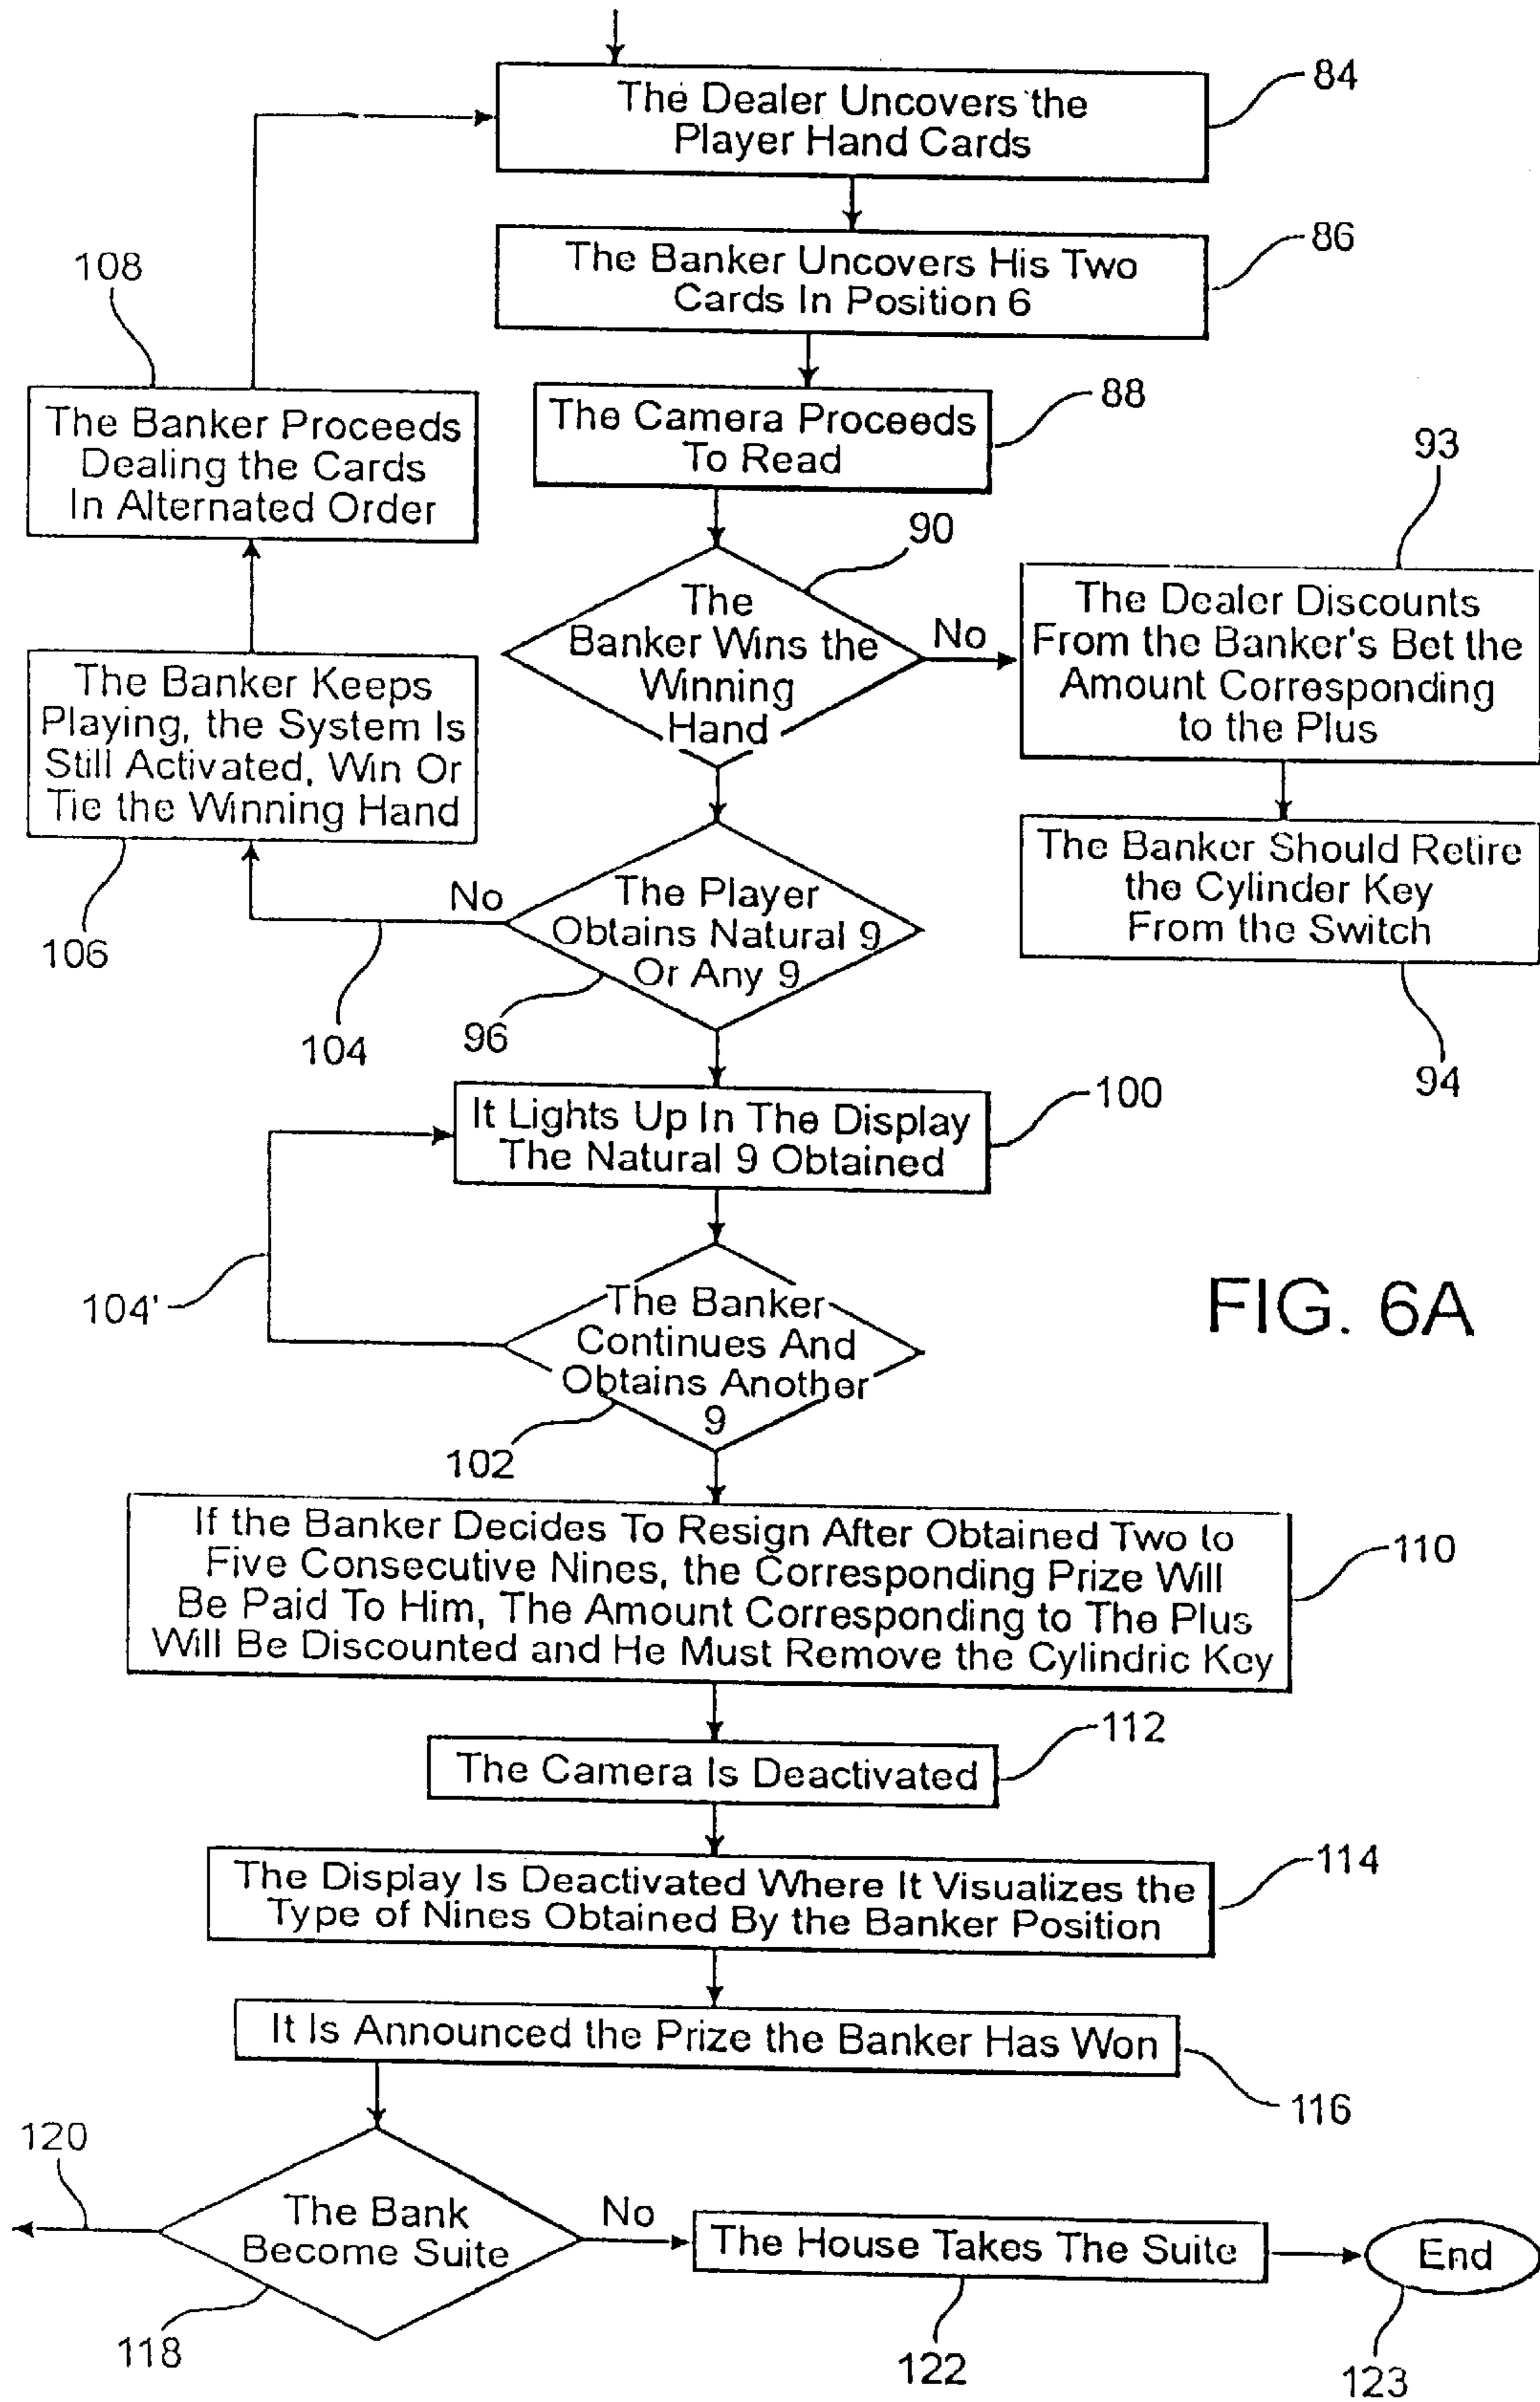 The Dealer Uncovers the
Player Hand Cards
84
The Banker Uncovers His Two
Cards In Position 6
86
108
The Banker Proceeds
Dealing the Cards
In Alternated Order
The Camera Proceeds
To Read
88
93
90
The
Banker Wins the
Winning
Hand
No
The Dealer Discounts
From the Banker's Bet the
Amount Corresponding
to the Plus
The Banker Keeps
Playing, the System Is
Still Activated, Win Or
Tie the Winning Hand
106
The Banker Should Retire
the Cylinder Key
From the Switch
94
No
104
The Player
Obtains Natural 9
Or Any 9
96
It Lights Up In The Display
The Natural 9 Obtained
100
104'
The Banker
Continues And
Obtains Another
9
102
FIG. 6A
If the Banker Decides To Resign After Obtained Two to
Five Consecutive Nines, the Corresponding Prize Will
Be Paid To Him, The Amount Corresponding to The Plus
Will Be Discounted and He Must Remove the Cylindric Key
110
The Camera Is Deactivated
112
The Display Is Deactivated Where It Visualizes the
Type of Nines Obtained By the Banker Position
114
It Is Announced the Prize the Banker Has Won
116
120
The Bank
Become Suite
118
No
The House Takes The Suite
122
End
123